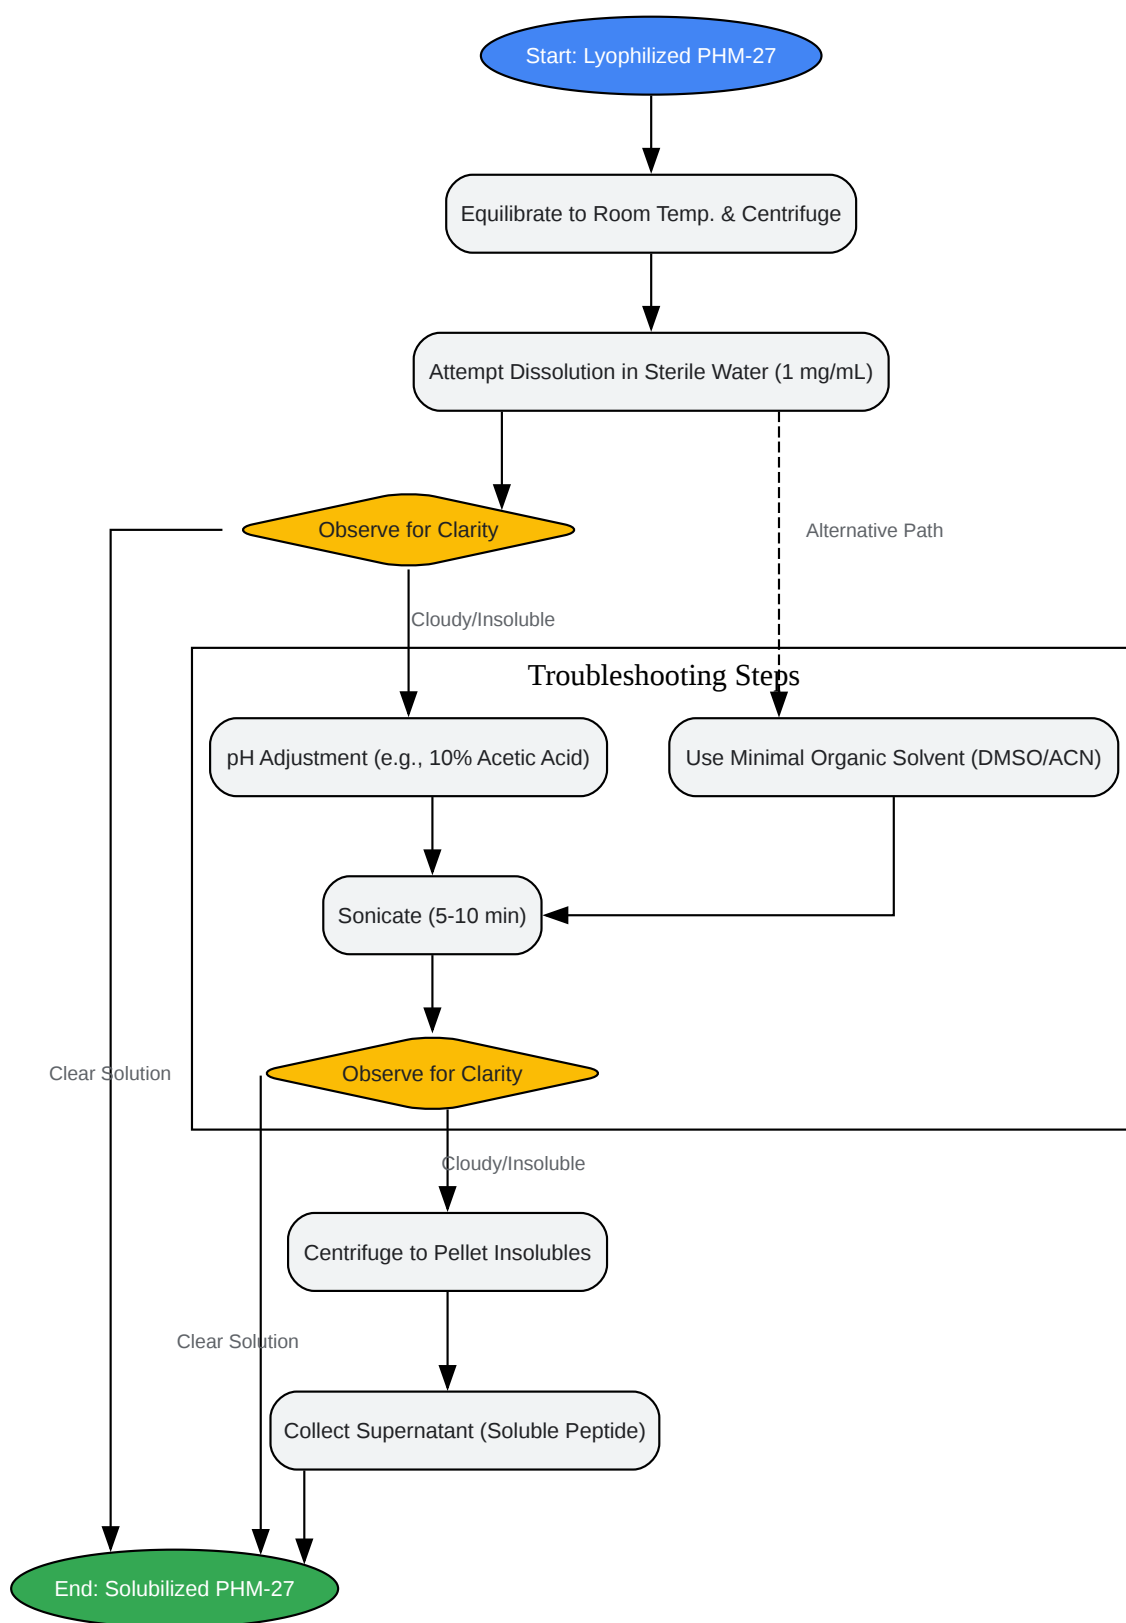 Start: Lyophilized PHM-27
Equilibrate to Room Temp. & Centrifuge
Attempt Dissolution in Sterile Water (1 mg/mL)
Observe for Clarity
Alternative Path
Cloudy/Insoluble
Troubleshooting Steps
pH Adjustment (e.g., 10% Acetic Acid)
Use Minimal Organic Solvent (DMSO/ACN)
Sonicate (5-10 min)
Clear Solution
Observe for Clarity
Cloudy/Insoluble
Centrifuge to Pellet Insolubles
Clear Solution
Collect Supernatant (Soluble Peptide)
End: Solubilized PHM-27